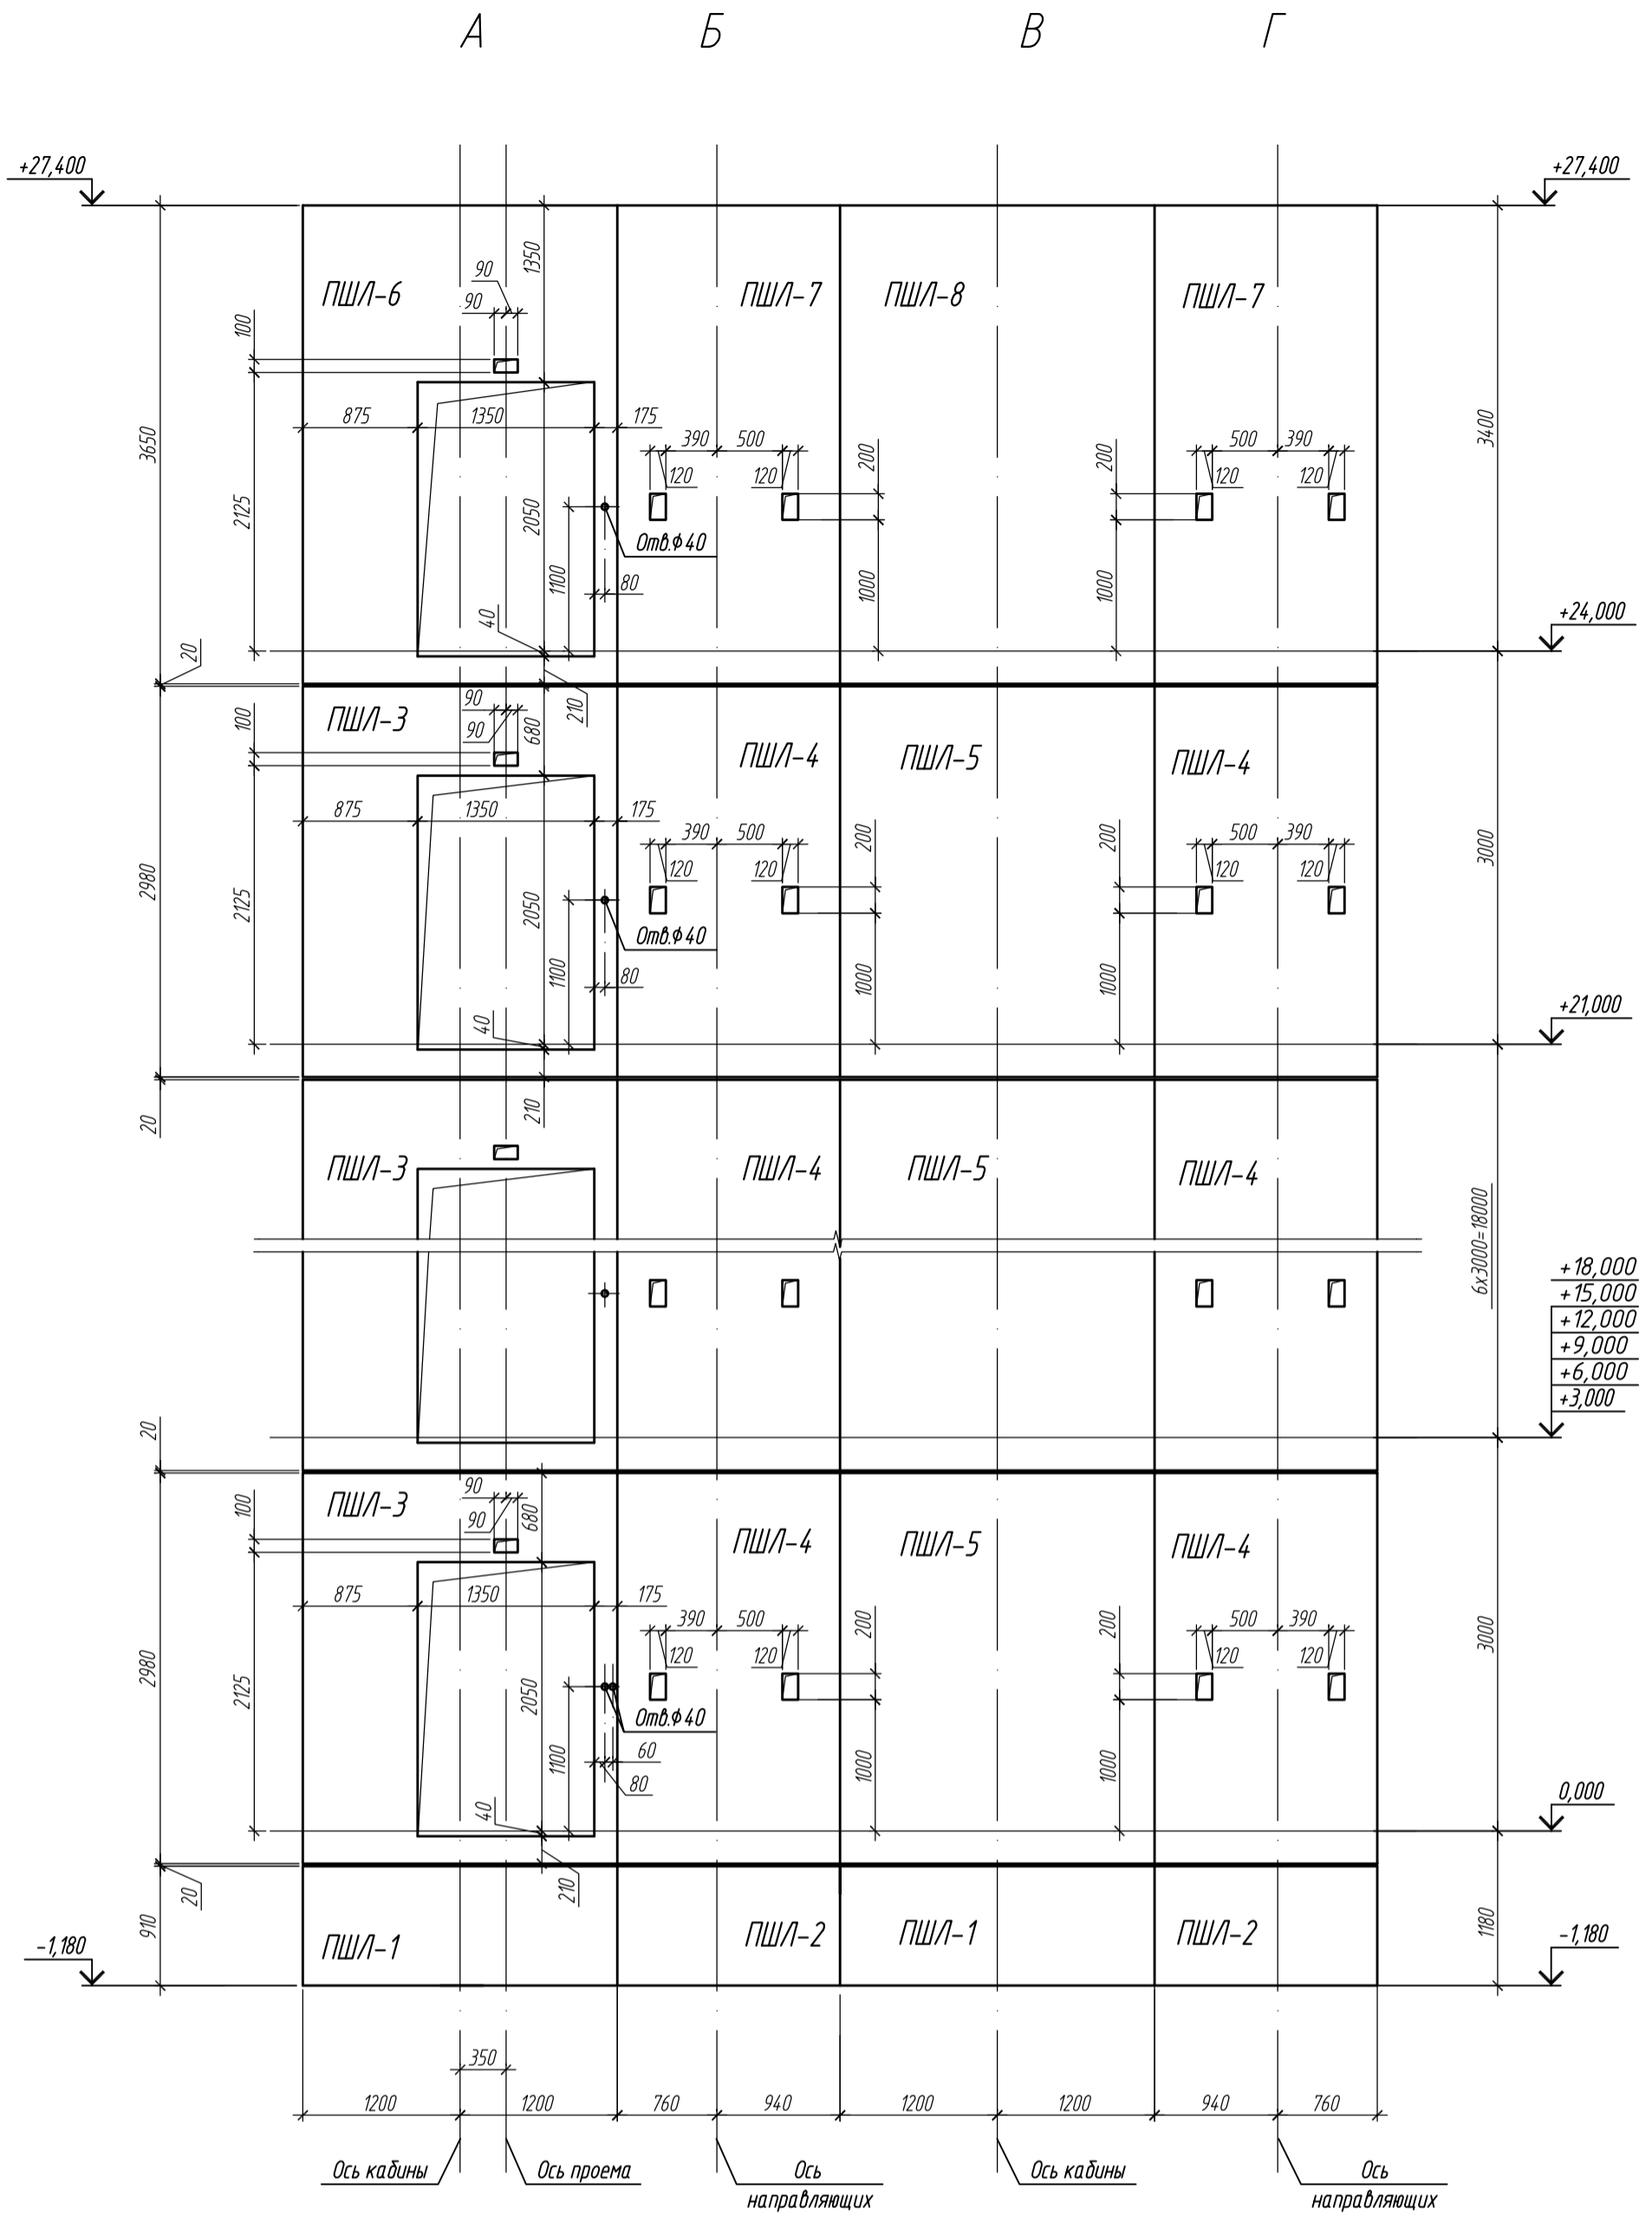 А Б В Г
+27,400 +27,400
ПШЛ-6 ПШЛ-7 ПШЛ-8 ПШЛ-7
1350
90
90
100
875 1350 175
390 500 500 390
120 120 120 120
3650
2125
2050
200 200
3400
Отв.ϕ40
1100
80
1000 1000
40
+24,000
20
210
ПШЛ-3 ПШЛ-4 ПШЛ-5 ПШЛ-4
90
90
680
100
875 1350 175
390 500 500 390
120 120 120 120
200 200
2980
2125
2050
3000
Отв.ϕ40
1100
80
1000 1000
40
+21,000
20
210
ПШЛ-3 ПШЛ-4 ПШЛ-5 ПШЛ-4
6х3000=18000
+18,000
+15,000
+12,000
+9,000
+6,000
+3,000
20
ПШЛ-3 ПШЛ-4 ПШЛ-5 ПШЛ-4
90
90
680
100
875 1350 175
390 500 500 390
120 120 120 120
200 200
2980
2125
2050
3000
Отв.ϕ40
1100
60
80
1000 1000
40
0,000
20
210
910
1180
ПШЛ-1 ПШЛ-2 ПШЛ-1 ПШЛ-2
-1,180 -1,180
350
1200 1200 760 940 1200 1200 940 760
Ось кабины Ось проема Ось Ось кабины Ось
направляющих направляющих